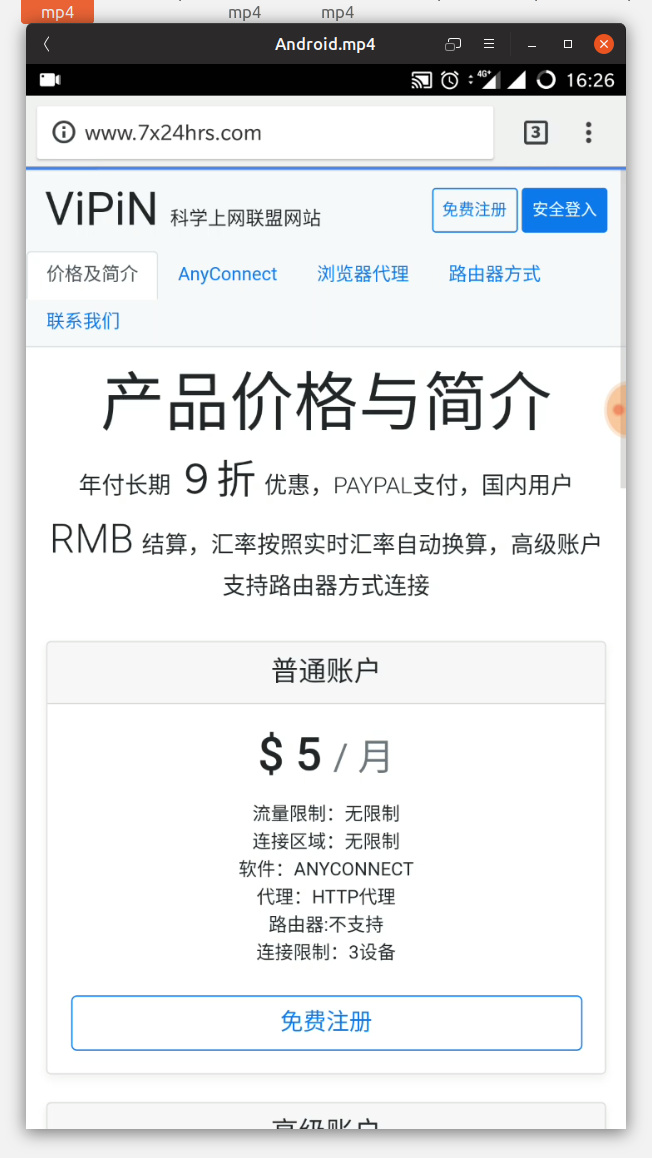 mp4 mp4 mp4
Android.mp4
4G+ 16:26
www.7x24hrs.com 3
ViPiN 科学上网联盟网站 免费注册 安全登入
价格及简介 AnyConnect 浏览器代理 路由器方式
联系我们
产品价格与简介
年付长期 9 折 优惠，PAYPAL支付，国内用户
RMB 结算，汇率按照实时汇率自动换算，高级账户
支持路由器方式连接
普通账户
$ 5 / 月
流量限制：无限制
连接区域：无限制
软件：ANYCONNECT
代理：HTTP代理
路由器:不支持
连接限制：3设备
免费注册
高级账户